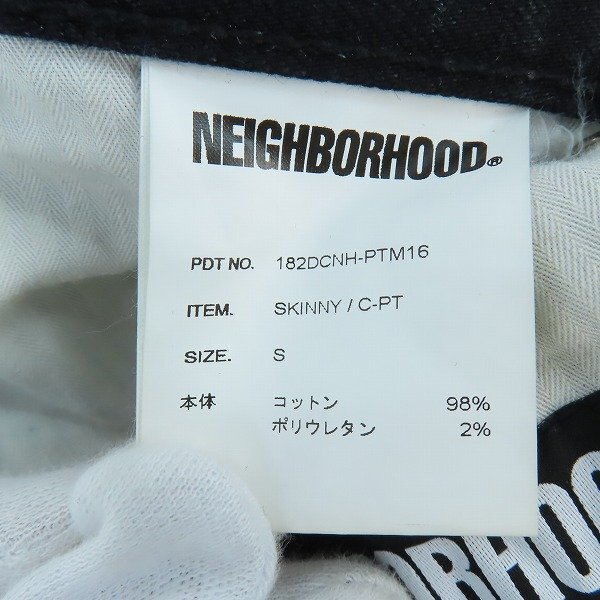 NEIGHBORHOOD®
PDT NO. 182DCNH-PTM16
ITEM. SKINNY / C-PT
SIZE. S
本体 コットン 98%
ポリウレタン 2%
ORHOO